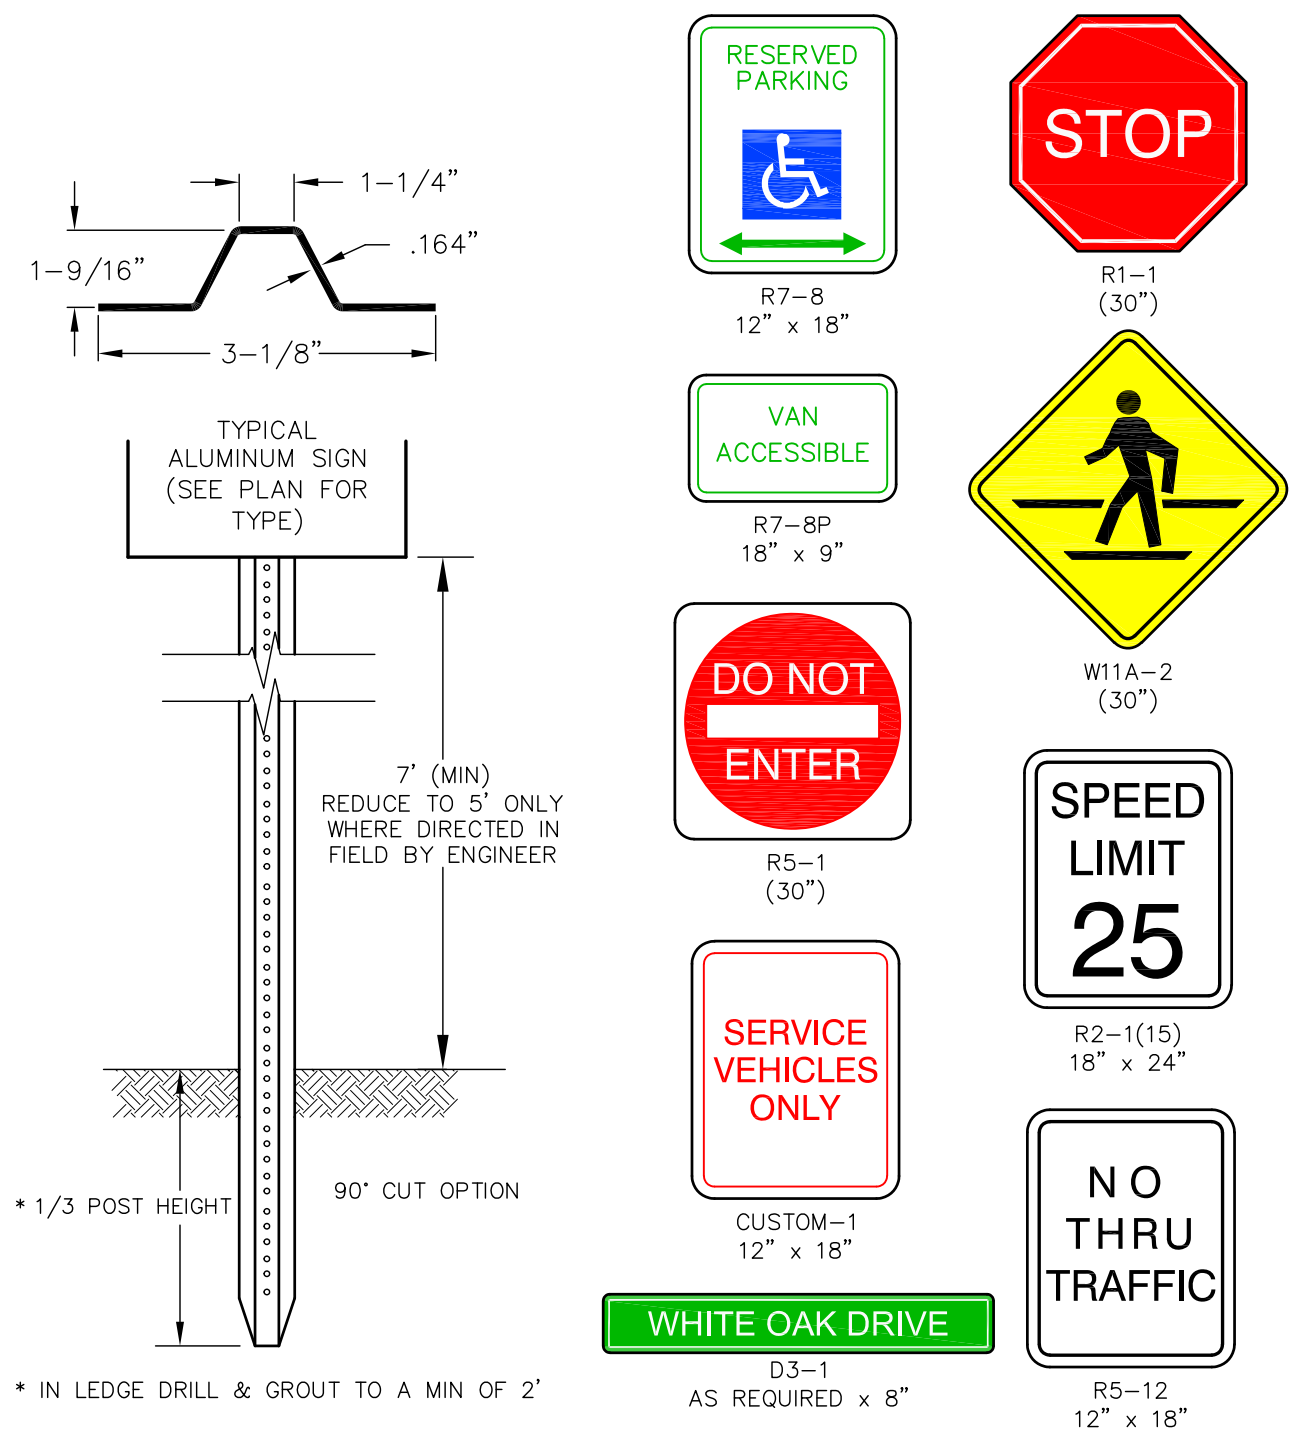 1-1/4"
.164"
1-9/16"
3-1/8"
TYPICAL
ALUMINUM SIGN
(SEE PLAN FOR
TYPE)
7' (MIN)
REDUCE TO 5' ONLY
WHERE DIRECTED IN
FIELD BY ENGINEER
* 1/3 POST HEIGHT
90° CUT OPTION
* IN LEDGE DRILL & GROUT TO A MIN OF 2'
RESERVED
PARKING
R7-8
12" x 18"
VAN
ACCESSIBLE
R7-8P
18" x 9"
DO NOT
ENTER
R5-1
(30")
SERVICE
VEHICLES
ONLY
CUSTOM-1
12" x 18"
WHITE OAK DRIVE
D3-1
AS REQUIRED x 8"
STOP
R1-1
(30")
W11A-2
(30")
SPEED
LIMIT
25
R2-1(15)
18" x 24"
NO
THRU
TRAFFIC
R5-12
12" x 18"